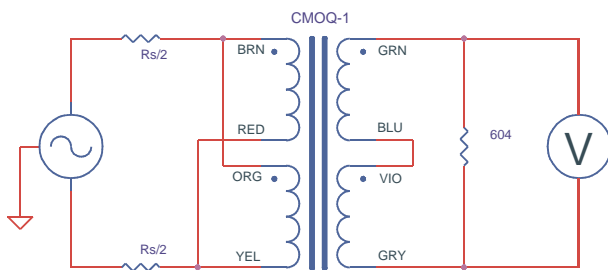 CMOQ-1
Rs/2
BRN
GRN
RED
BLU
604
V
ORG
VIO
Rs/2
YEL
GRY